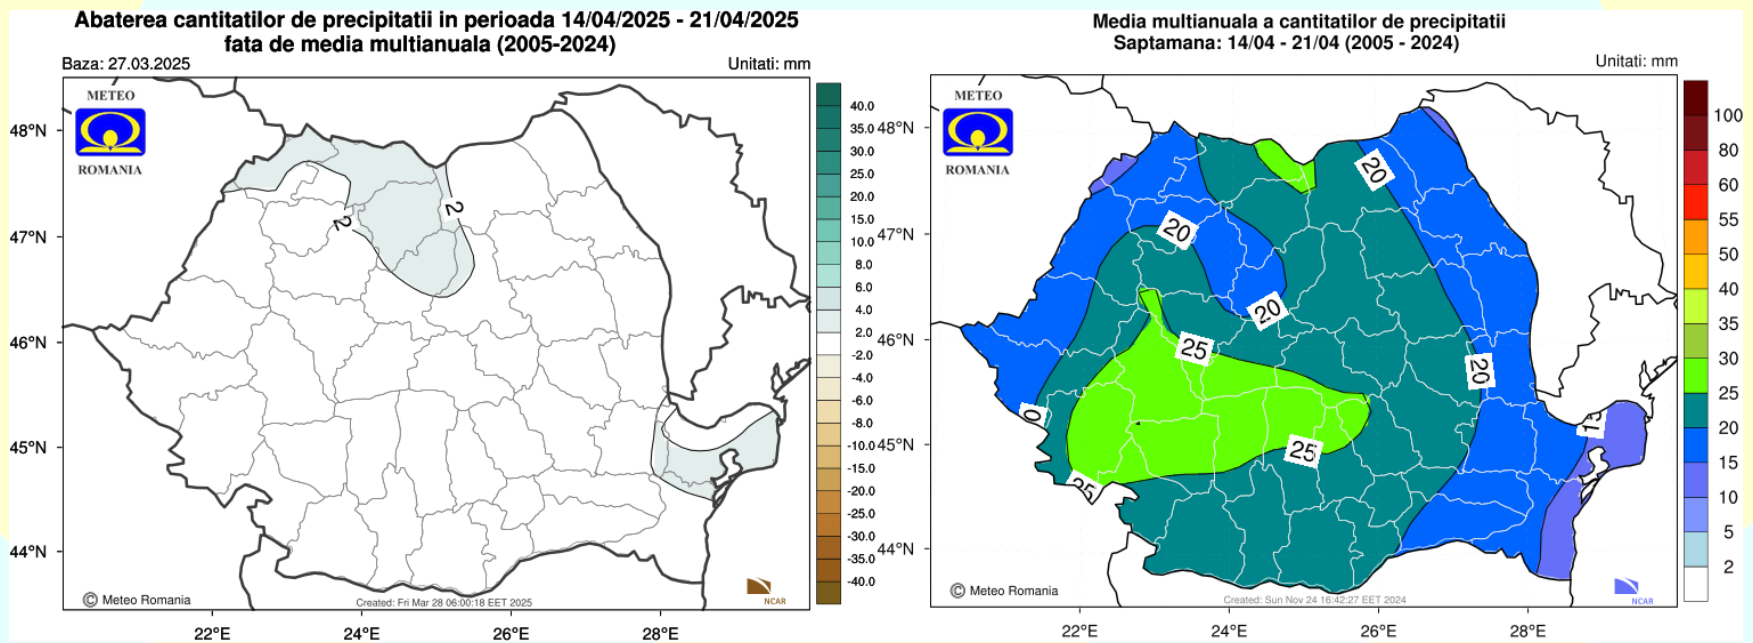 Abaterea cantitatilor de precipitatii in perioada 14/04/2025 - 21/04/2025
fata de media multianuala (2005-2024)
Baza: 27.03.2025
Unitati: mm
METEO
ROMANIA
48°N
47°N
46°N
45°N
44°N
2
2
40.0
35.0
30.0
25.0
20.0
15.0
10.0
8.0
6.0
4.0
2.0
-2.0
-4.0
-6.0
-8.0
-10.0
-15.0
-20.0
-25.0
-30.0
-35.0
-40.0
© Meteo Romania
Created: Fri Mar 28 06:00:18 EET 2025
NCAR
22°E
24°E
26°E
28°E
Media multianuala a cantitatilor de precipitatii
Saptamana: 14/04 - 21/04 (2005 - 2024)
Unitati: mm
METEO
ROMANIA
48°N
47°N
46°N
45°N
44°N
20
20
20
25
20
0
25
25
100
80
60
55
50
40
35
30
25
20
15
10
5
2
© Meteo Romania
Created: Sun Nov 24 16:42:27 EET 2024
NCAR
22°E
24°E
26°E
28°E